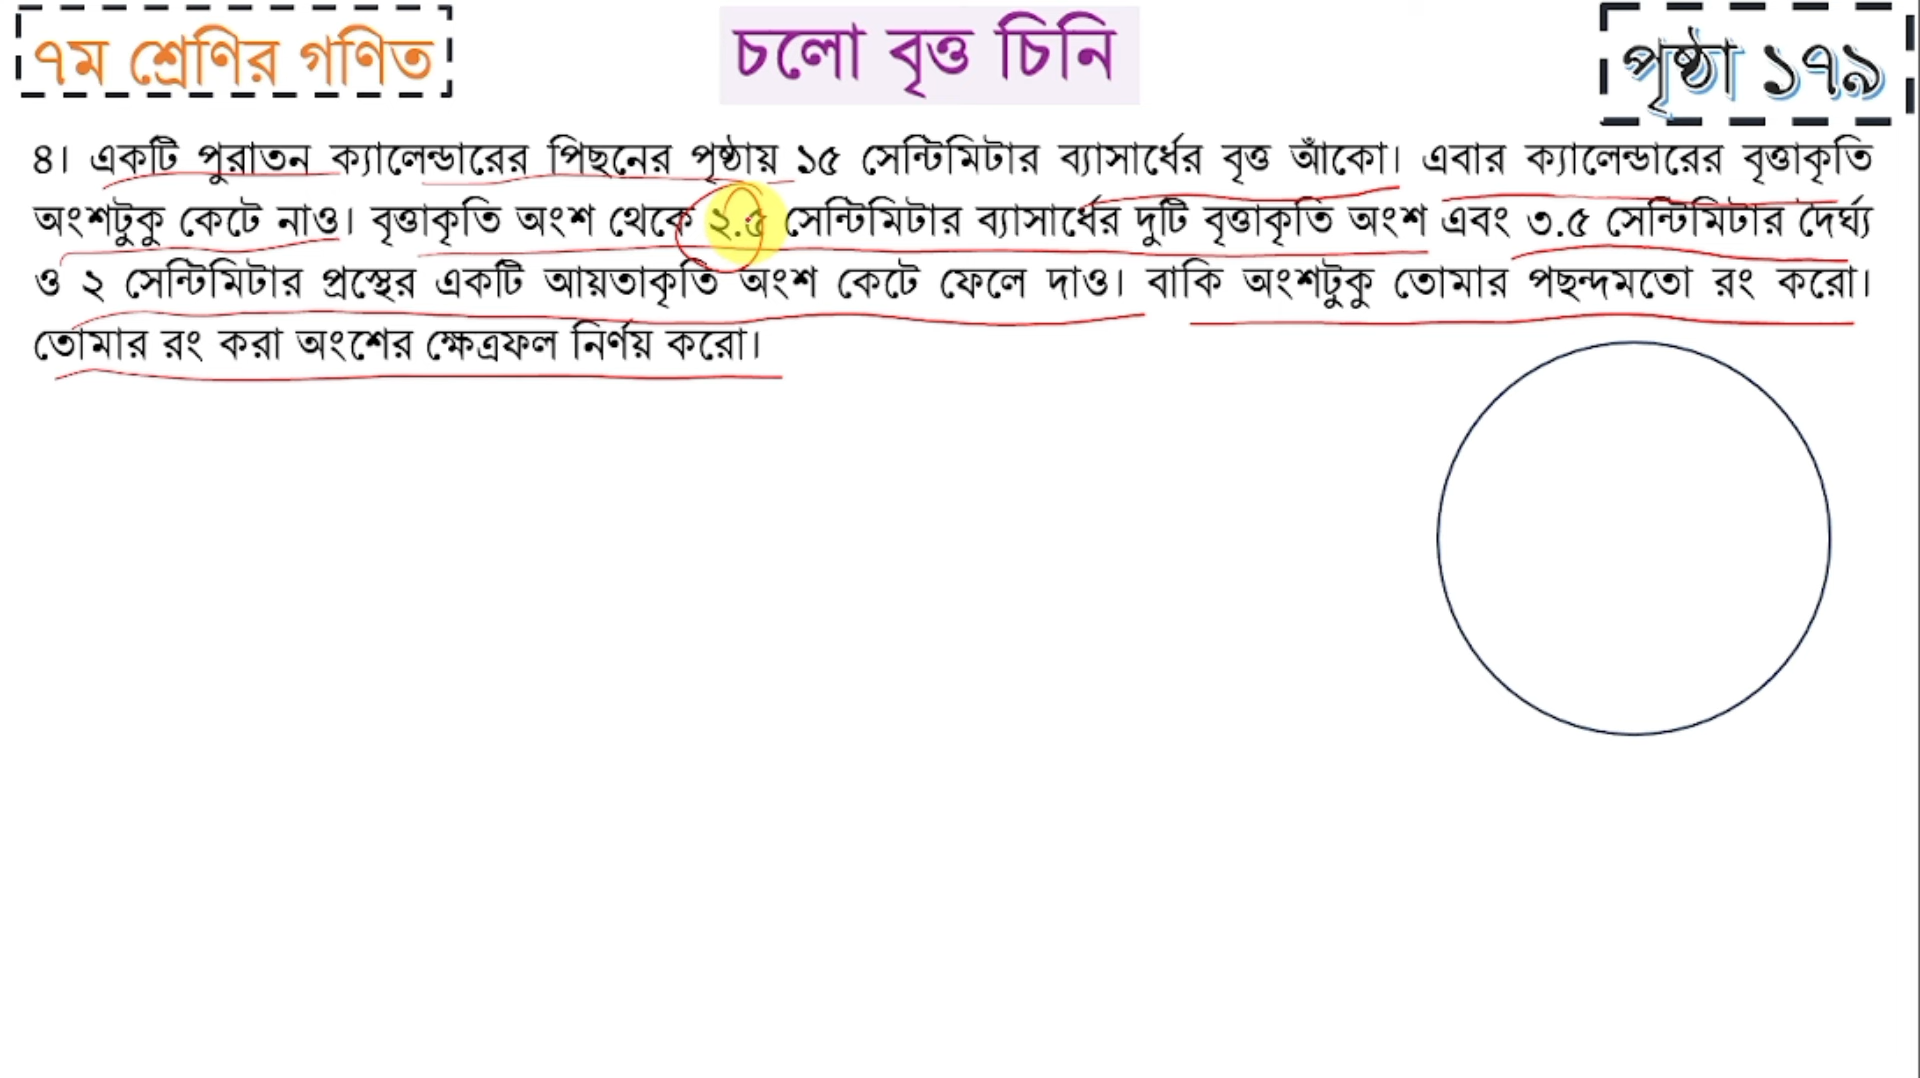 ৭ম শ্রেণির গণিত
চলো বৃত্ত চিনি
পৃষ্ঠা ১৭৯
৪। একটি পুরাতন ক্যালেন্ডারের পিছনের পৃষ্ঠায় ১৫ সেন্টিমিটার ব্যাসার্ধের বৃত্ত আঁকো। এবার ক্যালেন্ডারের বৃত্তাকৃতি
অংশটুকু কেটে নাও। বৃত্তাকৃতি অংশ থেকে ২.৫ সেন্টিমিটার ব্যাসার্ধের দুটি বৃত্তাকৃতি অংশ এবং ৩.৫ সেন্টিমিটার দৈর্ঘ্য
ও ২ সেন্টিমিটার প্রস্থের একটি আয়তাকৃতি অংশ কেটে ফেলে দাও। বাকি অংশটুকু তোমার পছন্দমতো রং করো।
তোমার রং করা অংশের ক্ষেত্রফল নির্ণয় করো।